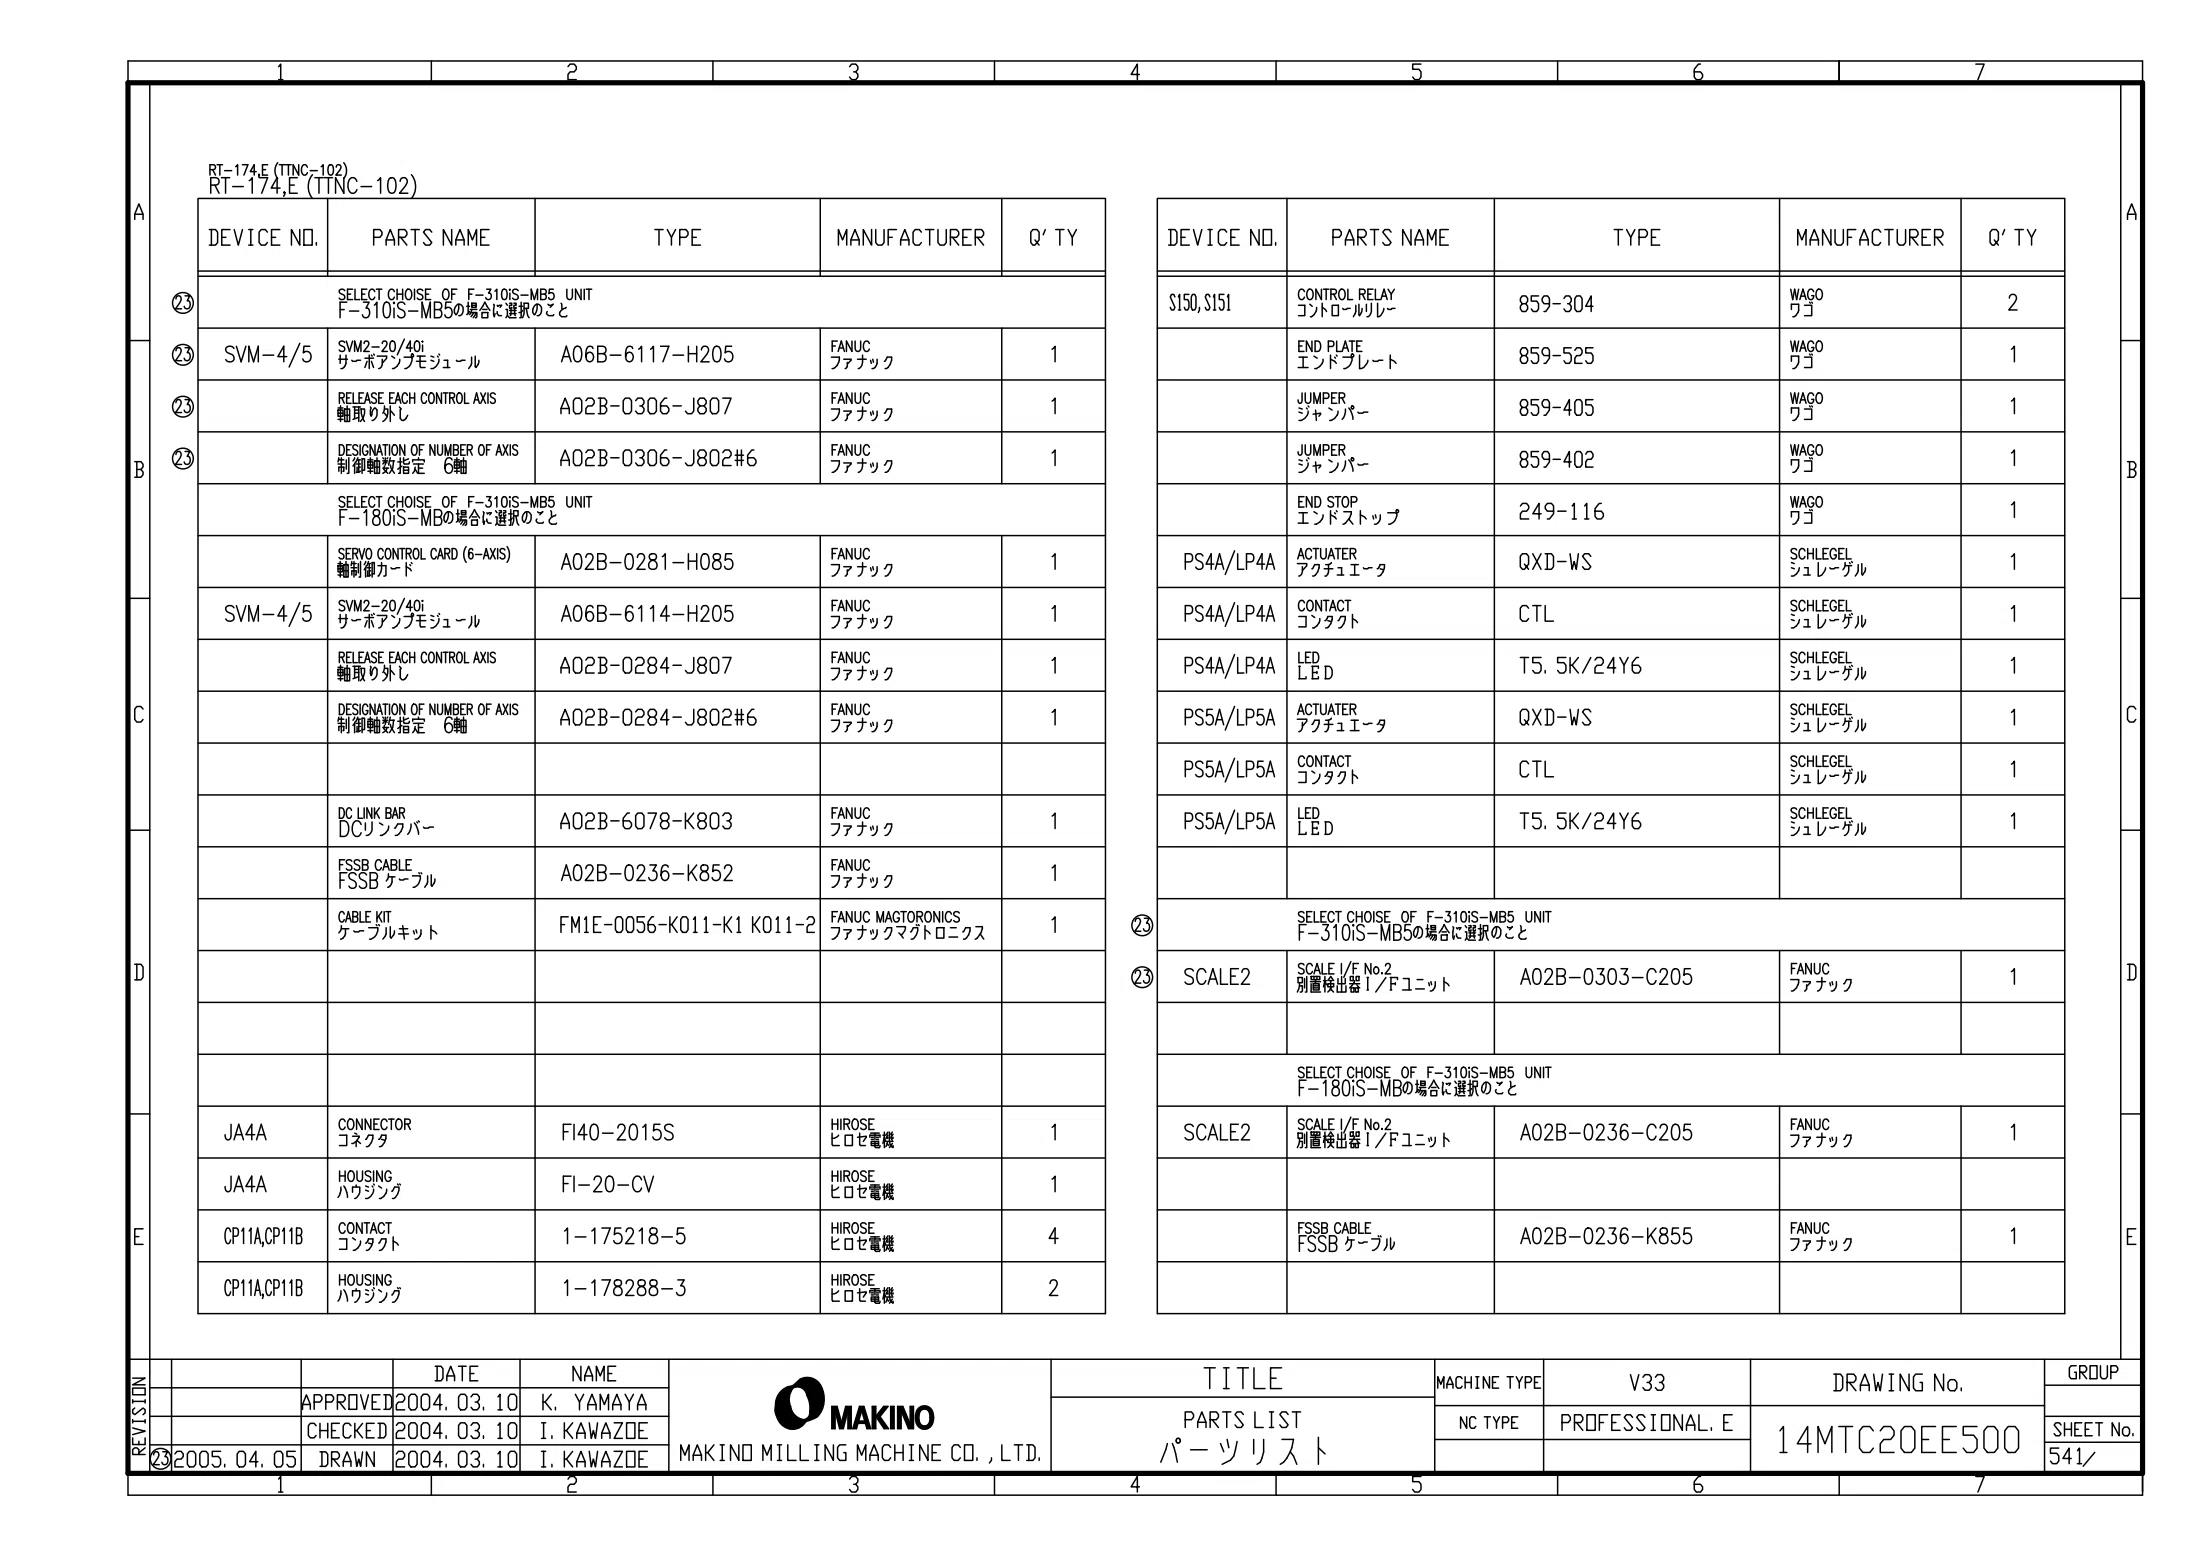 1 2 3 4 5 6 7
RT-174,E (TTNC-102)
RT-174,E (TTNC-102)
A
B
C
D
E
DEVICE NO. PARTS NAME TYPE MANUFACTURER Q' TY
㉓ SELECT CHOISE OF F-310iS-MB5 UNIT
F-310iS-MB5の場合に選択のこと
㉓ SVM-4/5 SVM2-20/40i A06B-6117-H205 FANUC 1
サーボアンプモジュール ファナック
㉓ RELEASE EACH CONTROL AXIS A02B-0306-J807 FANUC 1
軸取り外し ファナック
㉓ DESIGNATION OF NUMBER OF AXIS A02B-0306-J802#6 FANUC 1
制御軸数指定 6軸 ファナック
SELECT CHOISE OF F-310iS-MB5 UNIT
F-180iS-MBの場合に選択のこと
SERVO CONTROL CARD (6-AXIS) A02B-0281-H085 FANUC 1
軸制御カード ファナック
SVM-4/5 SVM2-20/40i A06B-6114-H205 FANUC 1
サーボアンプモジュール ファナック
RELEASE EACH CONTROL AXIS A02B-0284-J807 FANUC 1
軸取り外し ファナック
DESIGNATION OF NUMBER OF AXIS A02B-0284-J802#6 FANUC 1
制御軸数指定 6軸 ファナック
DC LINK BAR A02B-6078-K803 FANUC 1
DCリンクバー ファナック
FSSB CABLE A02B-0236-K852 FANUC 1
FSSB ケーブル ファナック
CABLE KIT FM1E-0056-K011-K1 K011-2 FANUC MAGTORONICS 1
ケーブルキット ファナックマグトロニクス
JA4A CONNECTOR FI40-2015S HIROSE 1
コネクタ ヒロセ電機
JA4A HOUSING FI-20-CV HIROSE 1
ハウジング ヒロセ電機
CP11A,CP11B CONTACT 1-175218-5 HIROSE 4
コンタクト ヒロセ電機
CP11A,CP11B HOUSING 1-178288-3 HIROSE 2
ハウジング ヒロセ電機
DEVICE NO. PARTS NAME TYPE MANUFACTURER Q' TY
S150,S151 CONTROL RELAY 859-304 WAGO 2
コントロールリレー ワゴ
END PLATE 859-525 WAGO 1
エンドプレート ワゴ
JUMPER 859-405 WAGO 1
ジャンパー ワゴ
JUMPER 859-402 WAGO 1
ジャンパー ワゴ
END STOP 249-116 WAGO 1
エンドストップ ワゴ
PS4A/LP4A ACTUATER QXD-WS SCHLEGEL 1
アクチュエータ シュレーゲル
PS4A/LP4A CONTACT CTL SCHLEGEL 1
コンタクト シュレーゲル
PS4A/LP4A LED T5. 5K/24Y6 SCHLEGEL 1
LED シュレーゲル
PS5A/LP5A ACTUATER QXD-WS SCHLEGEL 1
アクチュエータ シュレーゲル
PS5A/LP5A CONTACT CTL SCHLEGEL 1
コンタクト シュレーゲル
PS5A/LP5A LED T5. 5K/24Y6 SCHLEGEL 1
LED シュレーゲル
㉓ SELECT CHOISE OF F-310iS-MB5 UNIT
F-310iS-MB5の場合に選択のこと
㉓ SCALE2 SCALE I/F No.2 A02B-0303-C205 FANUC 1
別置検出器I/Fユニット ファナック
SELECT CHOISE OF F-310iS-MB5 UNIT
F-180iS-MBの場合に選択のこと
SCALE2 SCALE I/F No.2 A02B-0236-C205 FANUC 1
別置検出器I/Fユニット ファナック
FSSB CABLE A02B-0236-K855 FANUC 1
FSSB ケーブル ファナック
A
B
C
D
E
REVISION
DATE NAME
APPROVED 2004. 03. 10 K. YAMAYA
CHECKED 2004. 03. 10 I. KAWAZOE
㉓ 2005. 04. 05 DRAWN 2004. 03. 10 I. KAWAZOE
MAKINO
MAKINO MILLING MACHINE CO. , LTD.
TITLE
PARTS LIST
パーツリスト
MACHINE TYPE V33
NC TYPE PROFESSIONAL. E
DRAWING No.
14MTC20EE500
GROUP
SHEET No.
541/
1 2 3 4 5 6 7